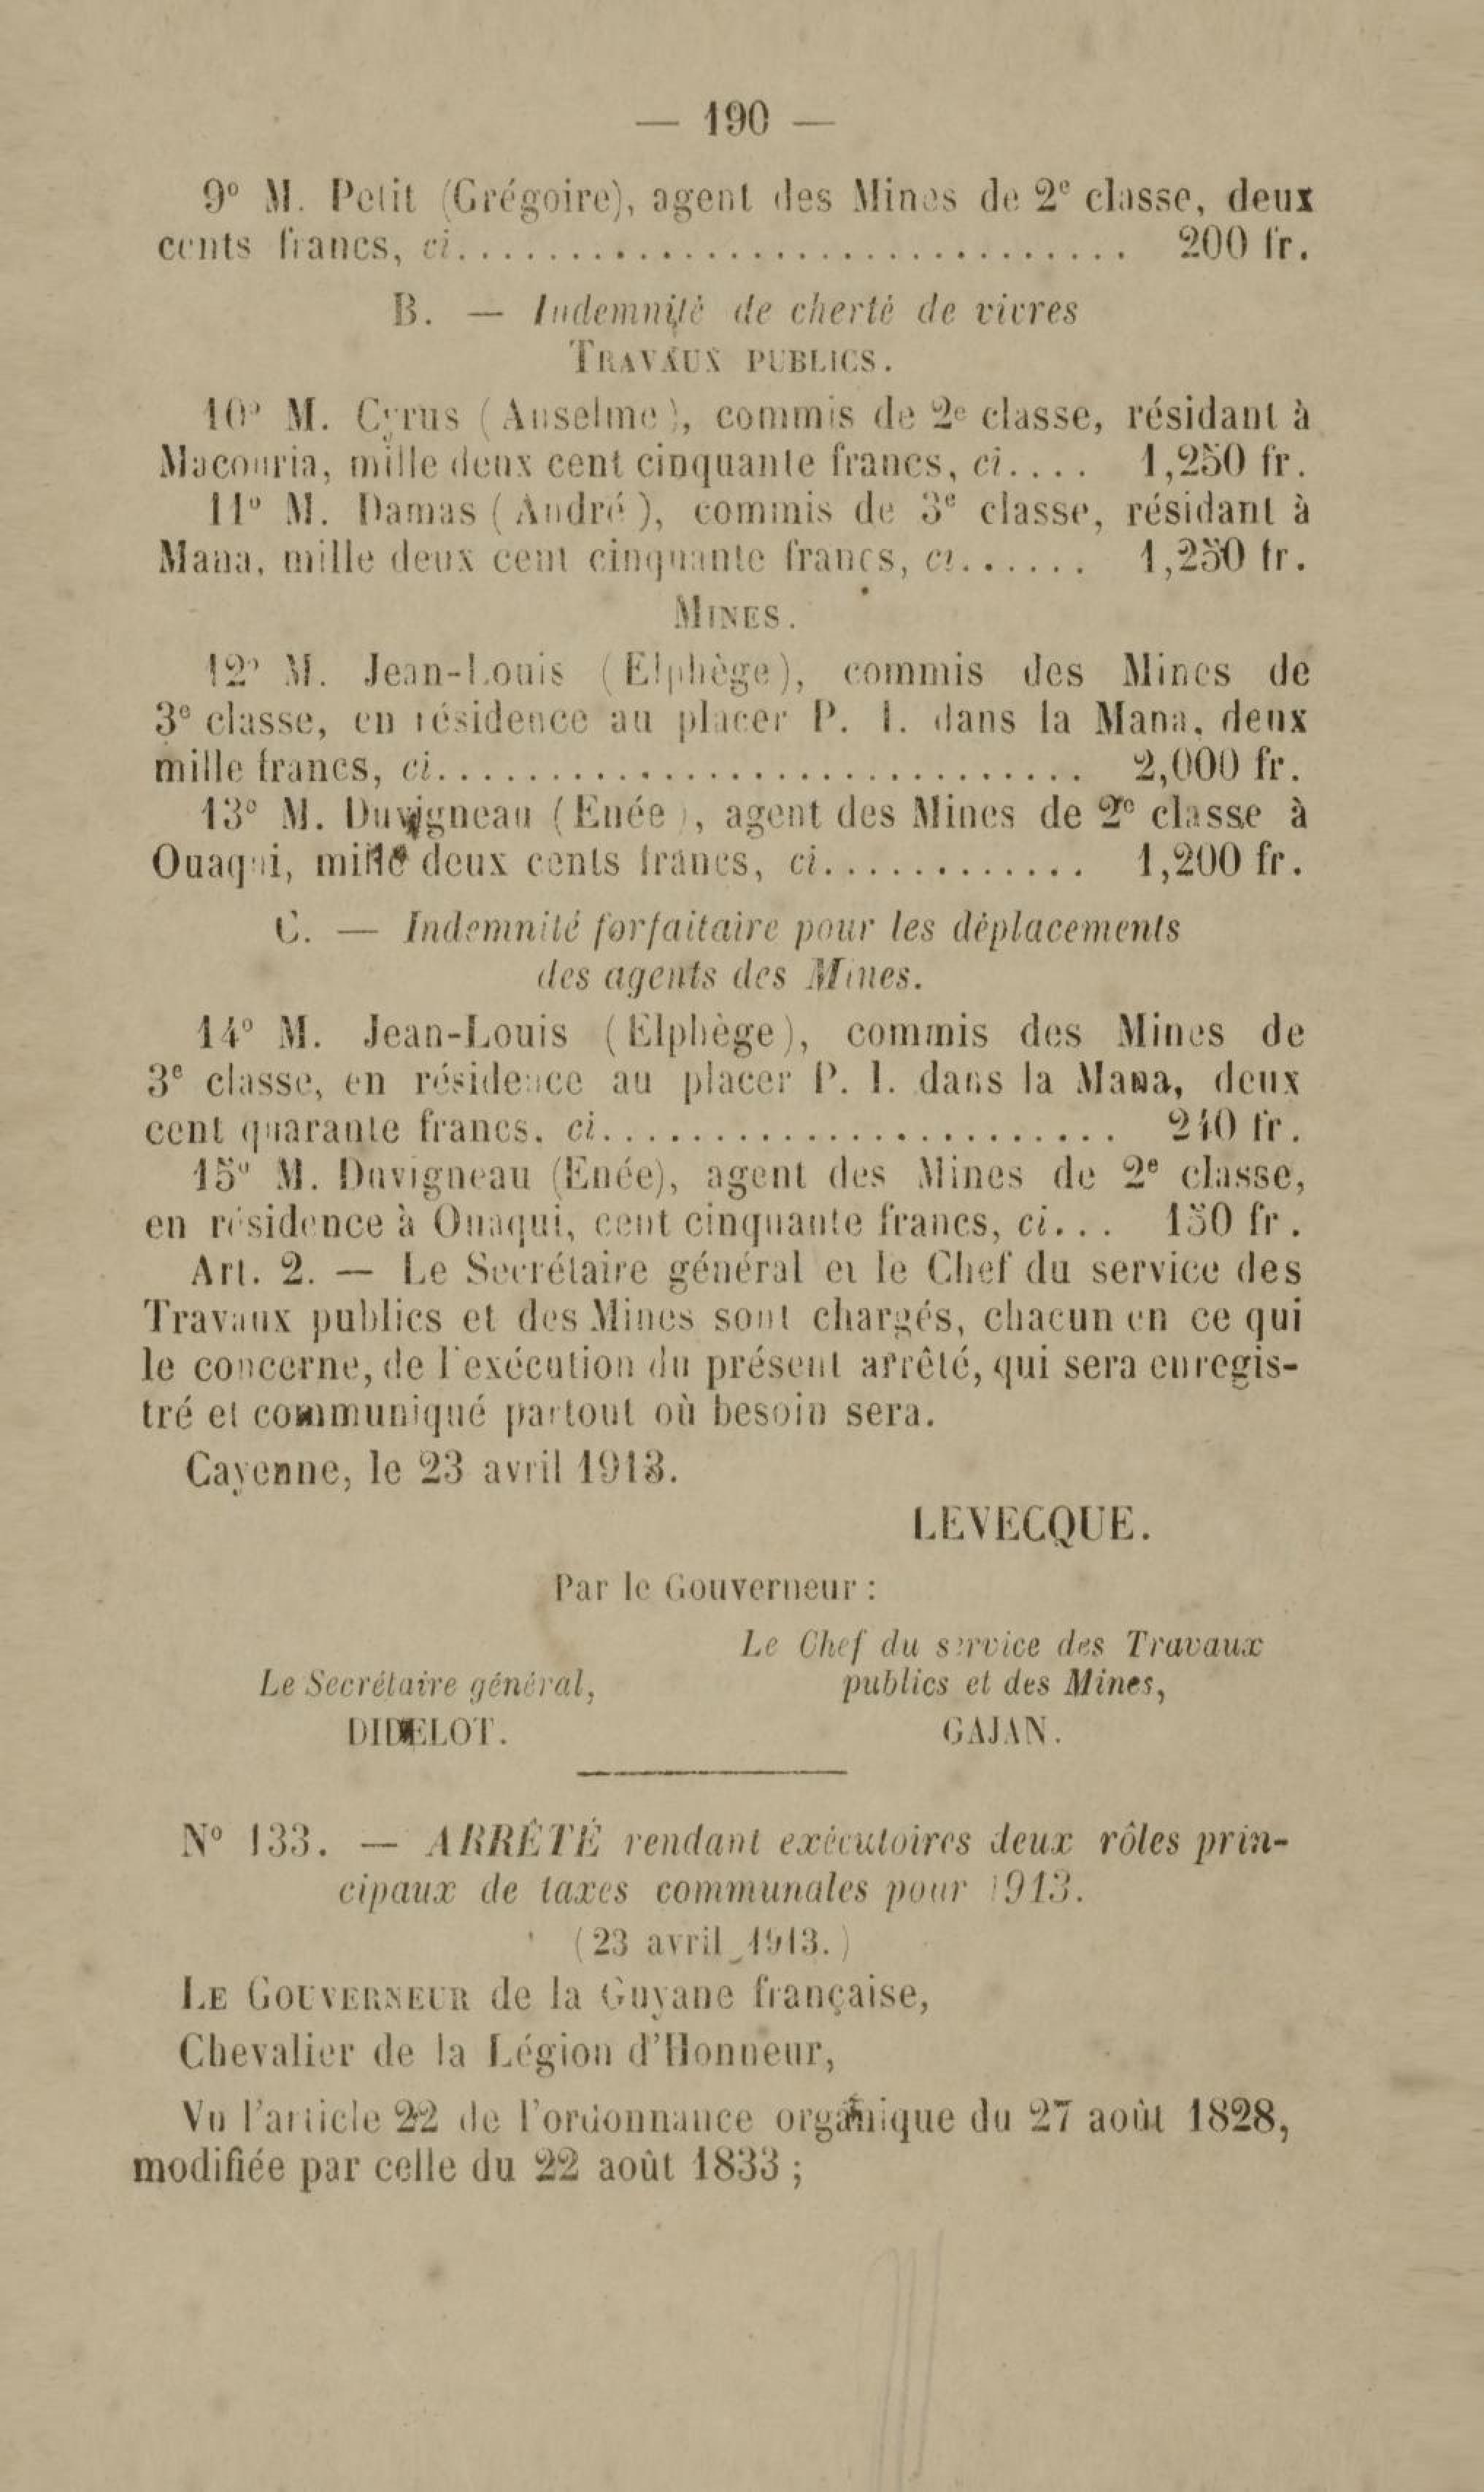 — 190 —
9° M. Petit (Grégoire), agent des Mines de 2e classe, deux
cents francs, ci.............................. 200 fr.
B. — Indemnité de cherté de vivres
TRAVAUX PUBLICS.
10° M. Cyrus (Anselme), commis de 2e classe, résidant à
Macouria, mille deux cent cinquante francs, ci.... 1,250 fr.
11° M. Damas (André), commis de 3e classe, résidant à
Mana, mille deux cent cinquante francs, ci...... 1,250 fr.
MINES.
12° M. Jean-Louis (Elphège), commis des Mines de
3e classe, en résidence au placer P. I. dans la Mana, deux
mille francs, ci............................. 2,000 fr.
13° M. Duvigneau (Enée), agent des Mines de 2e classe à
Ouaqui, mille deux cents francs, ci............ 1,200 fr.
C. — Indemnité forfaitaire pour les déplacements
des agents des Mines.
14° M. Jean-Louis (Elphège), commis des Mines de
3e classe, en résidence au placer P. I. dans la Mana, deux
cent quarante francs, ci....................... 240 fr.
15° M. Duvigneau (Enée), agent des Mines de 2e classe,
en résidence à Ouaqui, cent cinquante francs, ci... 150 fr.
Art. 2. — Le Secrétaire général et le Chef du service des
Travaux publics et des Mines sont chargés, chacun en ce qui
le concerne, de l'exécution du présent arrêté, qui sera enregis-
tré et communiqué partout où besoin sera.
Cayenne, le 23 avril 1913.
LEVECQUE.
Par le Gouverneur :
Le Chef du service des Travaux
Le Secrétaire général, publics et des Mines,
DIDELOT. GAJAN.
N° 133. — ARRÊTÉ rendant exécutoires deux rôles prin-
cipaux de taxes communales pour 1913.
(23 avril 1913.)
LE GOUVERNEUR de la Guyane française,
Chevalier de la Légion d'Honneur,
Vu l'article 22 de l'ordonnance organique du 27 août 1828,
modifiée par celle du 22 août 1833 ;